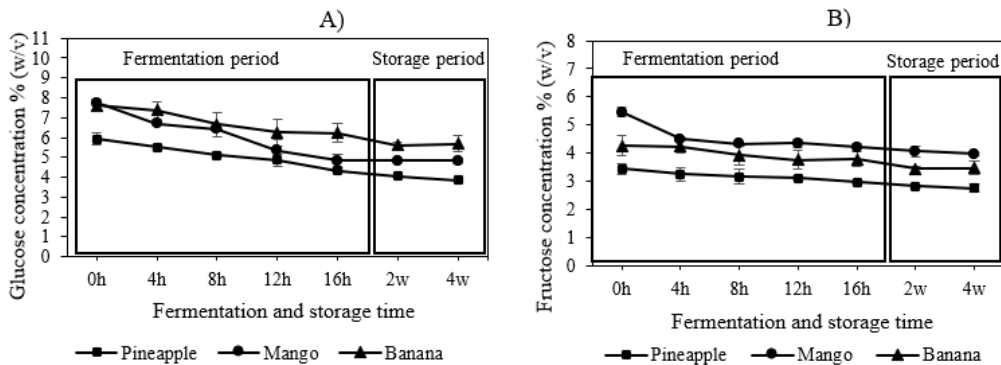 A)
Glucose concentration % (w/v)
11
10
9
8
7
6
5
4
3
2
1
0
Fermentation period
Storage period
0h 4h 8h 12h 16h 2w 4w
Fermentation and storage time
Pineapple Mango Banana
B)
Fructose concentration % (w/v)
8
7
6
5
4
3
2
1
0
Fermentation period
Storage period
0h 4h 8h 12h 16h 2w 4w
Fermentation and storage time
Pineapple Mango Banana